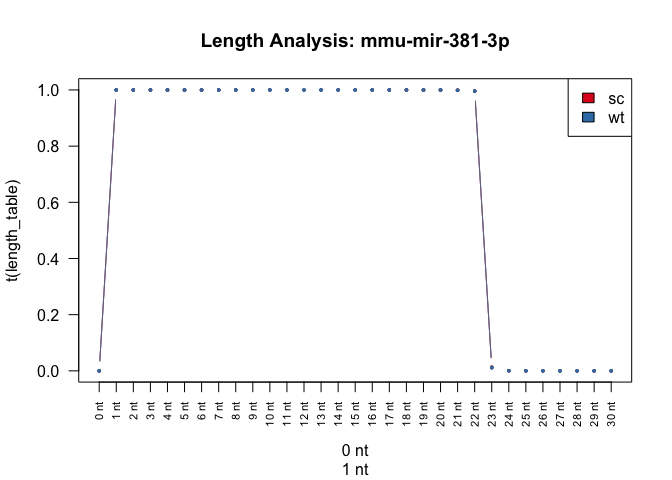 Length Analysis: mmu-mir-381-3p
sc
wt
t(length_table)
1.0
0.8
0.6
0.4
0.2
0.0
0 nt
1 nt
2 nt
3 nt
4 nt
5 nt
6 nt
7 nt
8 nt
9 nt
10 nt
11 nt
12 nt
13 nt
14 nt
15 nt
16 nt
17 nt
18 nt
19 nt
20 nt
21 nt
22 nt
23 nt
24 nt
25 nt
26 nt
27 nt
28 nt
29 nt
30 nt
0 nt
1 nt